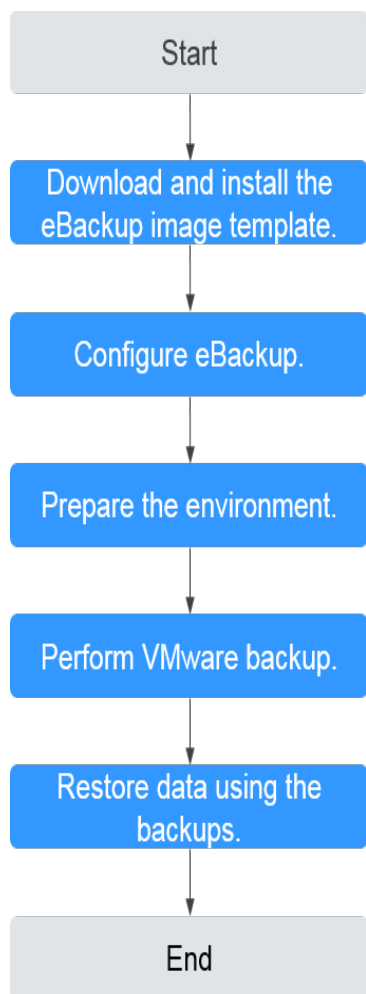 Start
Download and install the
eBackup image template.
Configure eBackup.
Prepare the environment.
Perform VMware backup.
Restore data using the
backups.
End